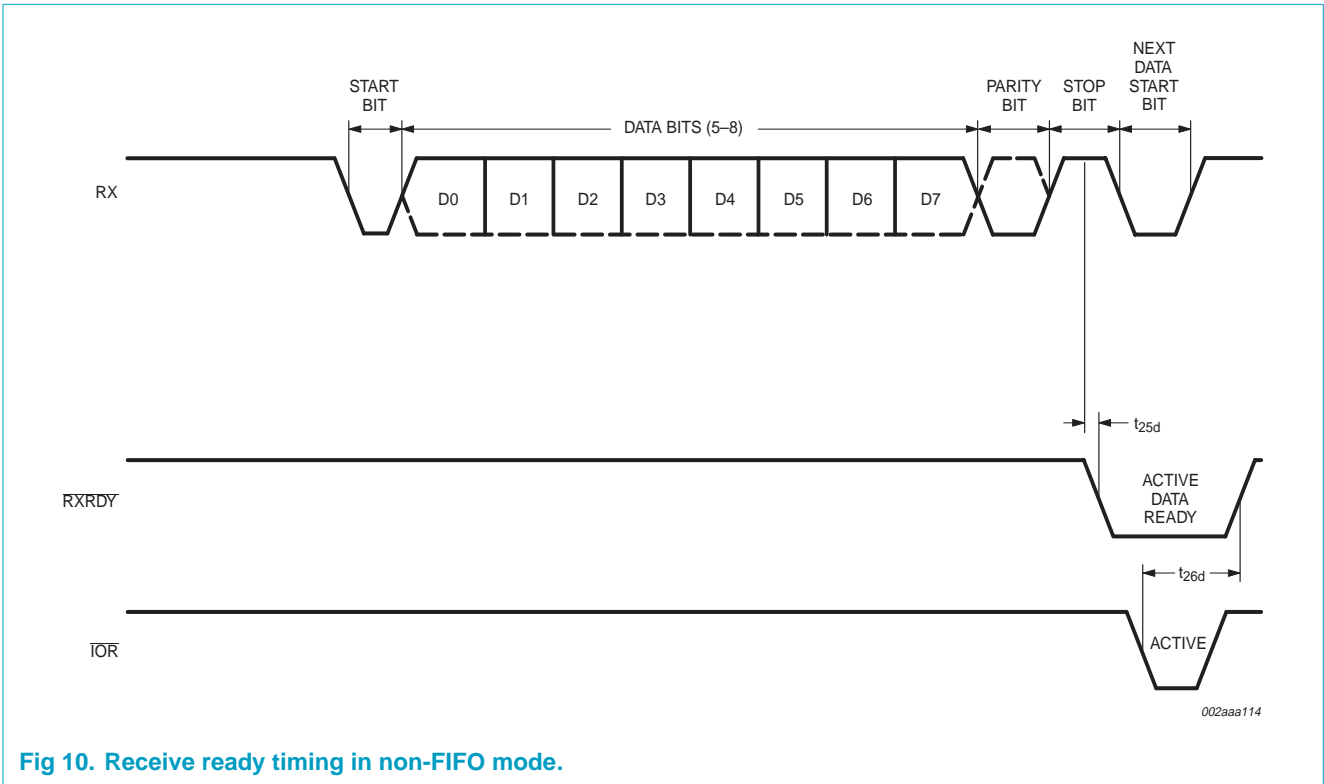 START
BIT
DATA BITS (5–8)
PARITY
BIT
STOP
BIT
NEXT
DATA
START
BIT
RX
D0
D1
D2
D3
D4
D5
D6
D7
t25d
RXRDY
ACTIVE
DATA
READY
t26d
IOR
ACTIVE
002aaa114
Fig 10. Receive ready timing in non-FIFO mode.